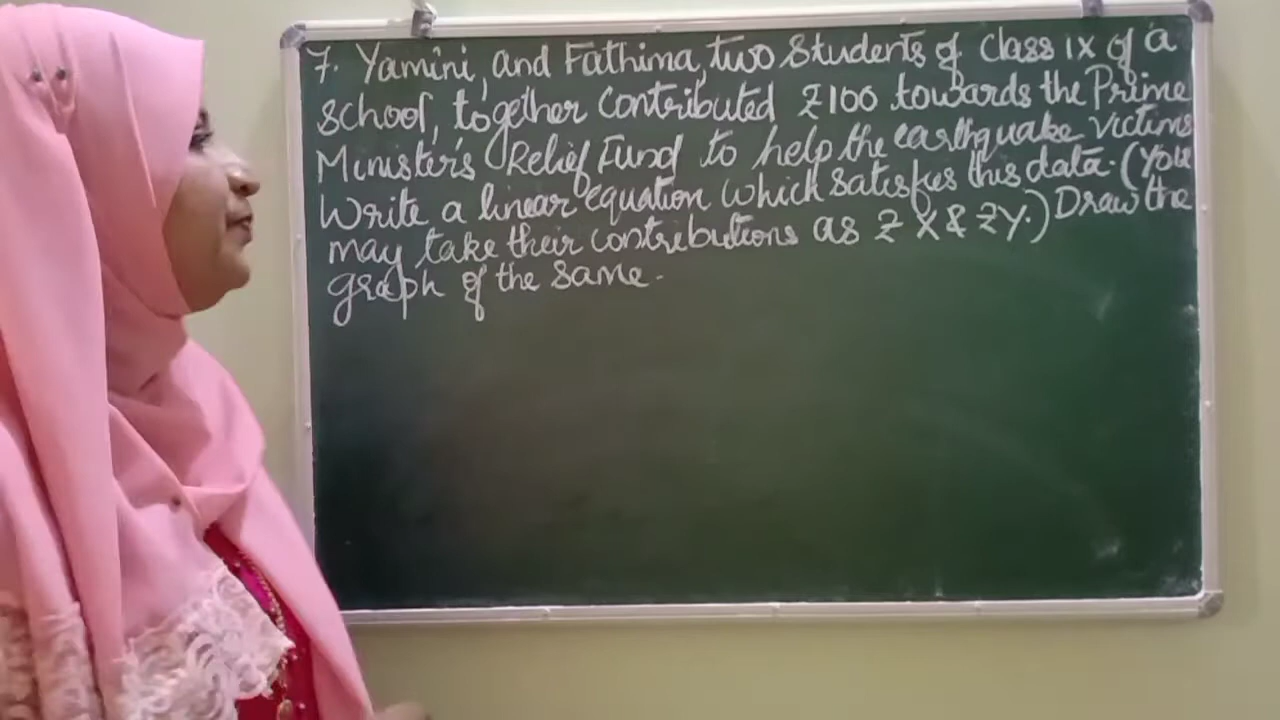 7. Yamini, and Fathima, two Students of Class IX of a
School, together contributed ₹100 towards the Prime
Minister's Relief Fund to help the earthquake victims
Write a linear equation which satisfies this data. (You
may take their contributions as ₹ X & ₹ Y.) Draw the
graph of the Same.